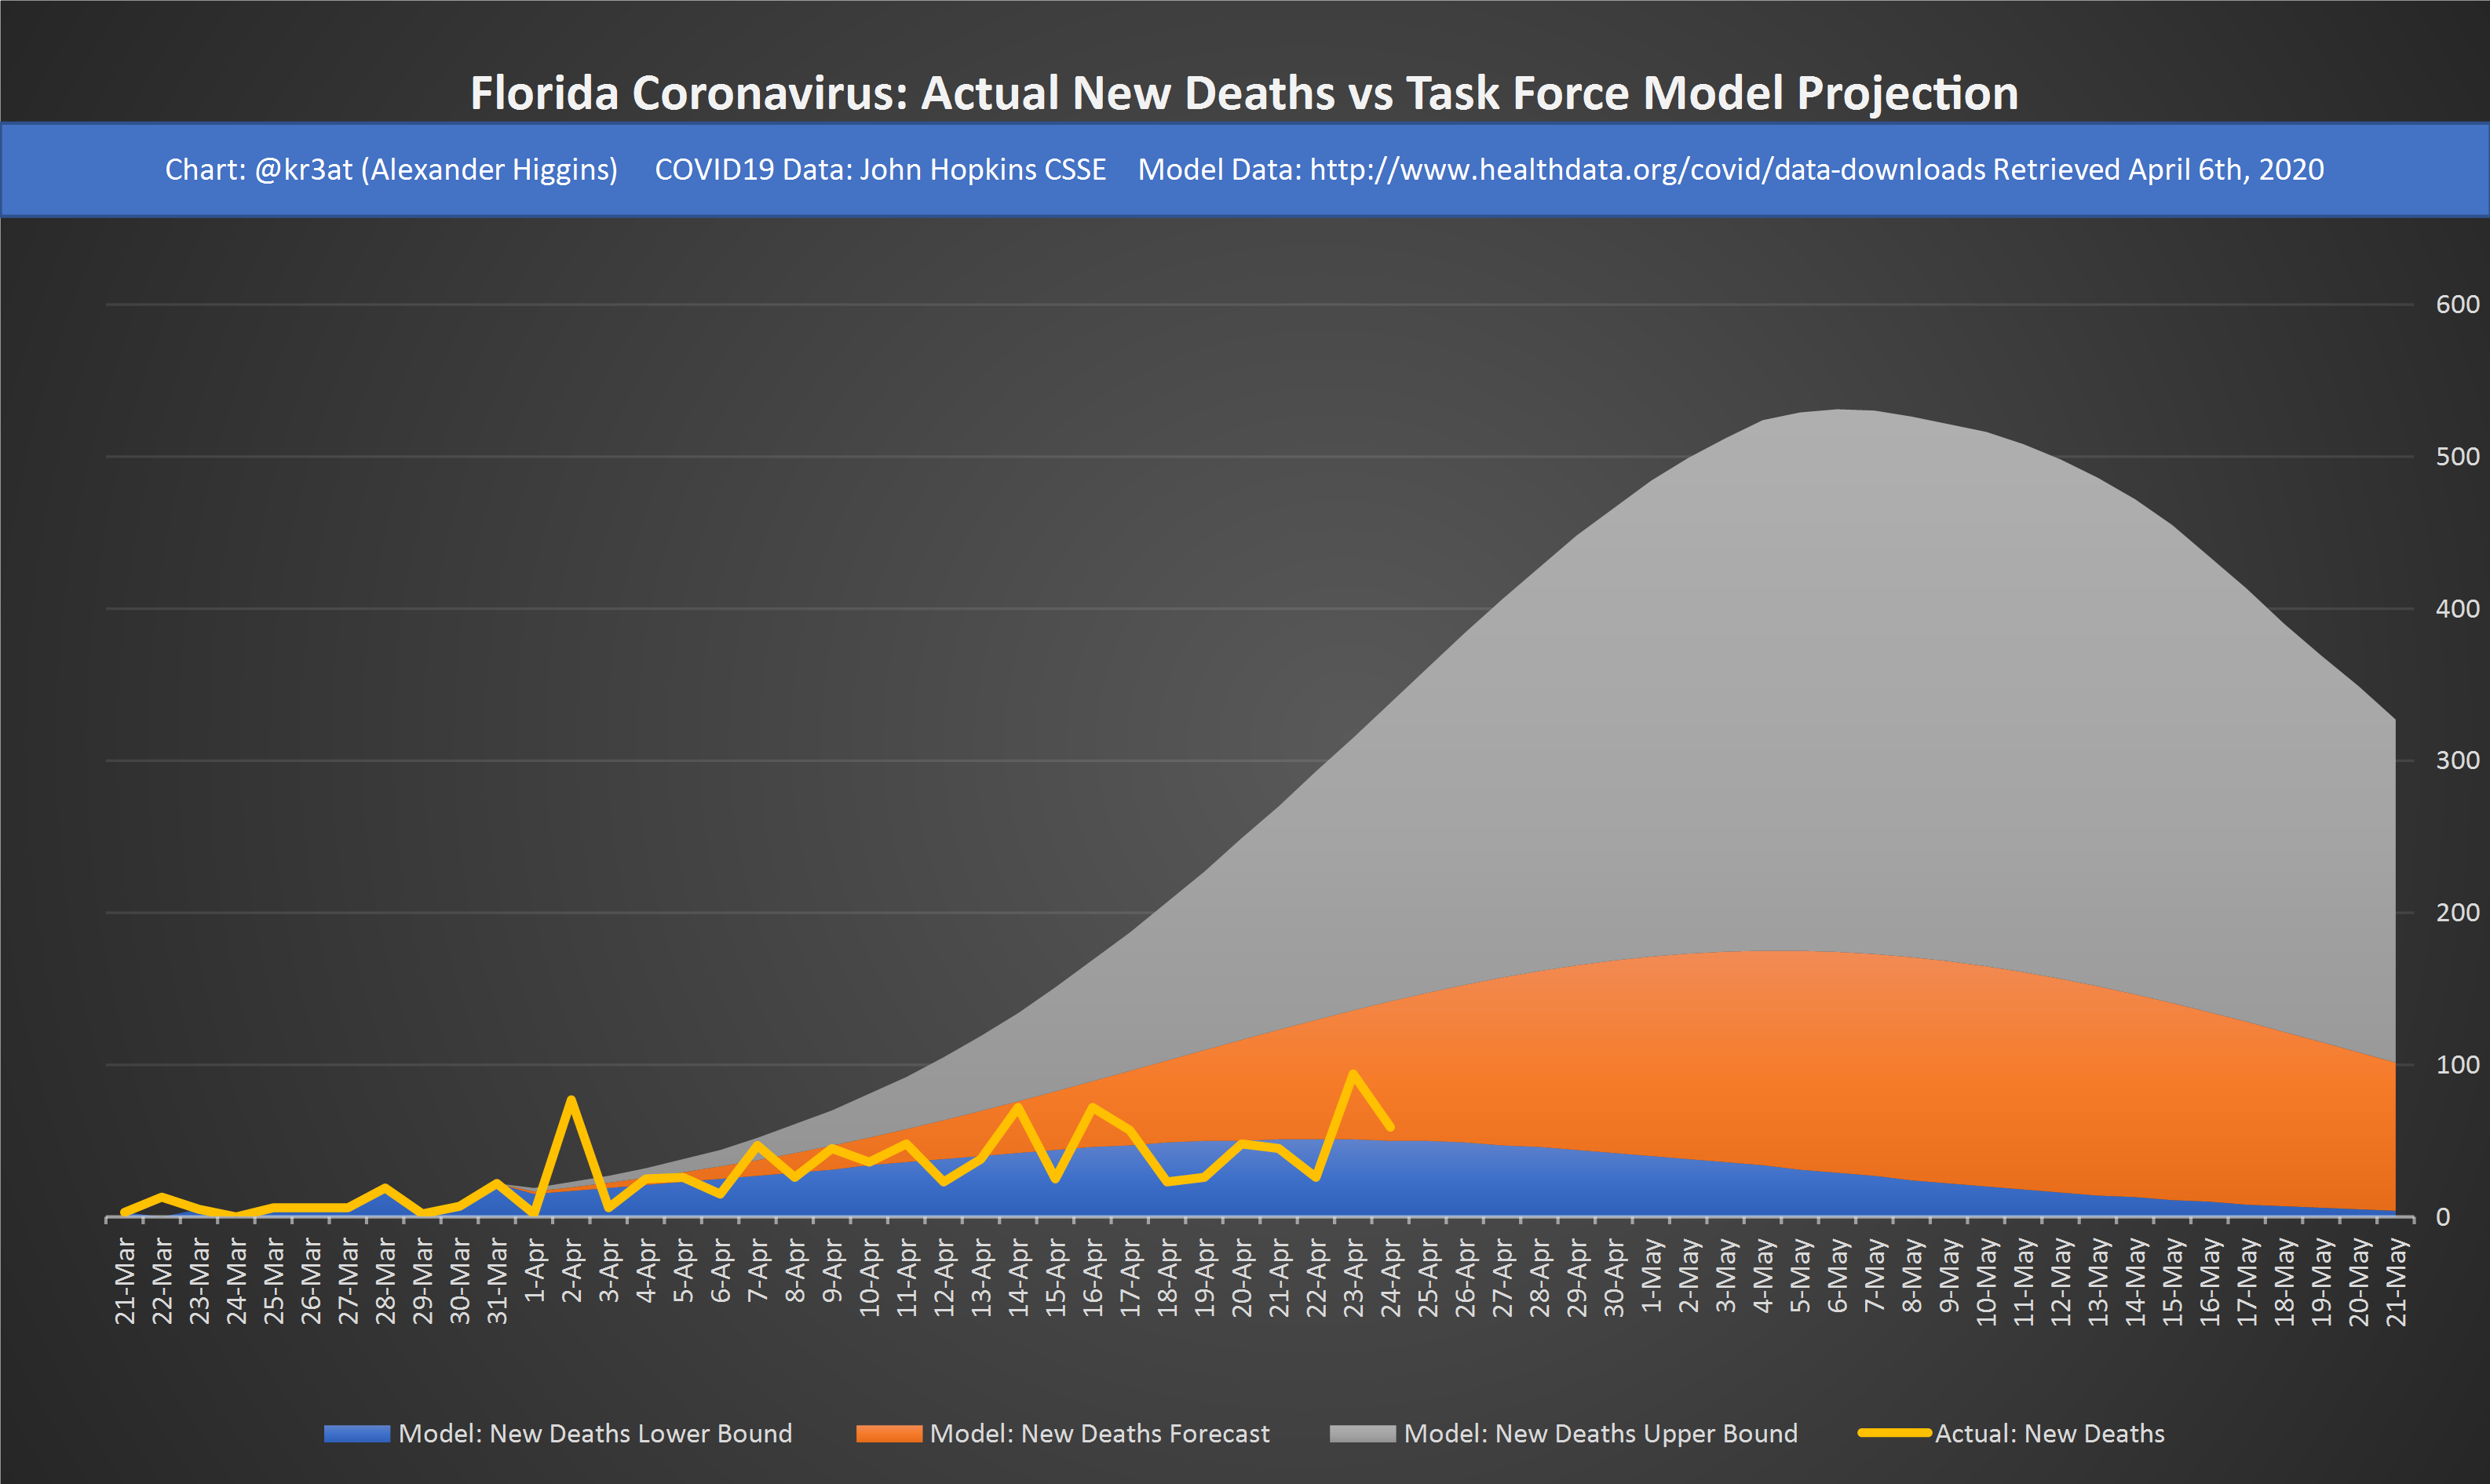 Florida Coronavirus: Actual New Deaths vs Task Force Model Projection
Chart: @kr3at (Alexander Higgins) COVID19 Data: John Hopkins CSSE Model Data: http://www.healthdata.org/covid/data-downloads Retrieved April 6th, 2020
600
500
400
300
200
100
0
21-Mar
22-Mar
23-Mar
24-Mar
25-Mar
26-Mar
27-Mar
28-Mar
29-Mar
30-Mar
31-Mar
1-Apr
2-Apr
3-Apr
4-Apr
5-Apr
6-Apr
7-Apr
8-Apr
9-Apr
10-Apr
11-Apr
12-Apr
13-Apr
14-Apr
15-Apr
16-Apr
17-Apr
18-Apr
19-Apr
20-Apr
21-Apr
22-Apr
23-Apr
24-Apr
25-Apr
26-Apr
27-Apr
28-Apr
29-Apr
30-Apr
1-May
2-May
3-May
4-May
5-May
6-May
7-May
8-May
9-May
10-May
11-May
12-May
13-May
14-May
15-May
16-May
17-May
18-May
19-May
20-May
21-May
Model: New Deaths Lower Bound
Model: New Deaths Forecast
Model: New Deaths Upper Bound
Actual: New Deaths